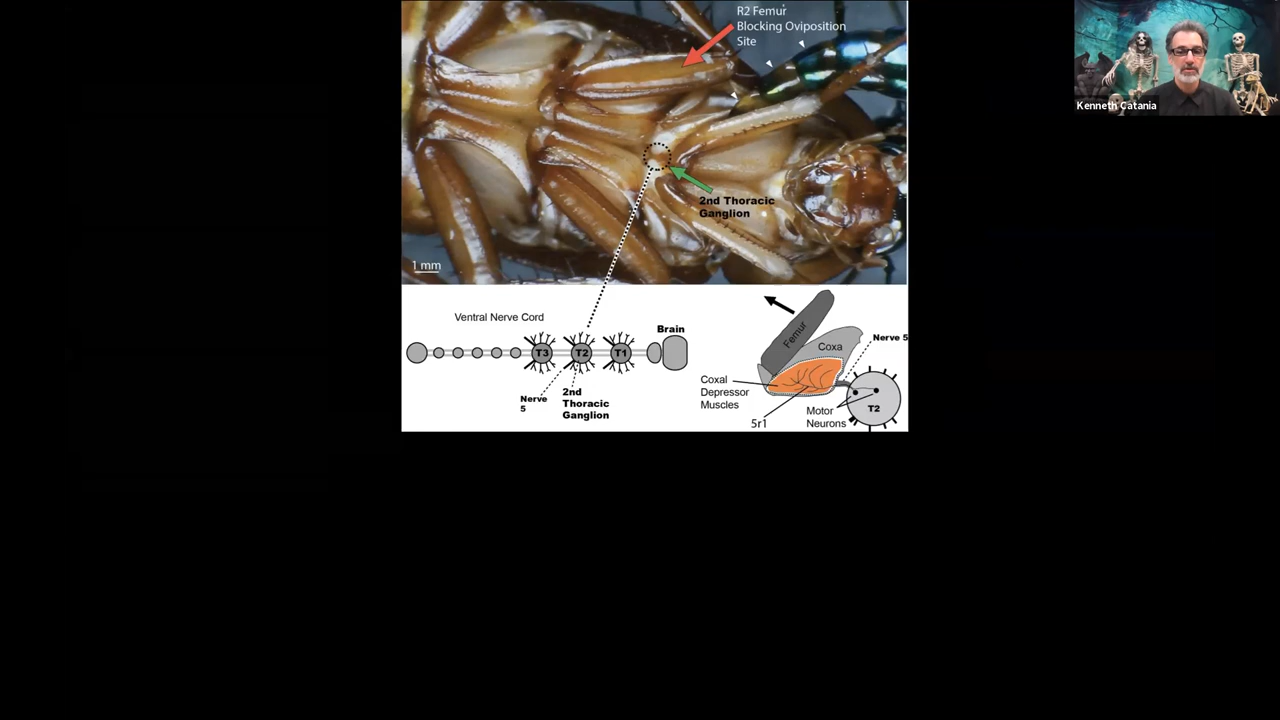 R2 Femur
Blocking Oviposition
Site
Kenneth Catania
2nd Thoracic
Ganglion
1 mm
Ventral Nerve Cord
Brain
T3
T2
T1
Nerve
5
2nd
Thoracic
Ganglion
Femur
Coxa
Nerve 5
Coxal
Depressor
Muscles
5r1
Motor
Neurons
T2